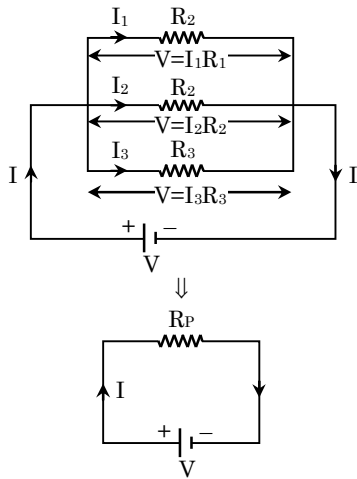 I₁ R₂
V=I₁R₁
I₂ R₂
V=I₂R₂
I₃ R₃
I I
V=I₃R₃
+ −
V
⇓
Rₚ
I
+ −
V